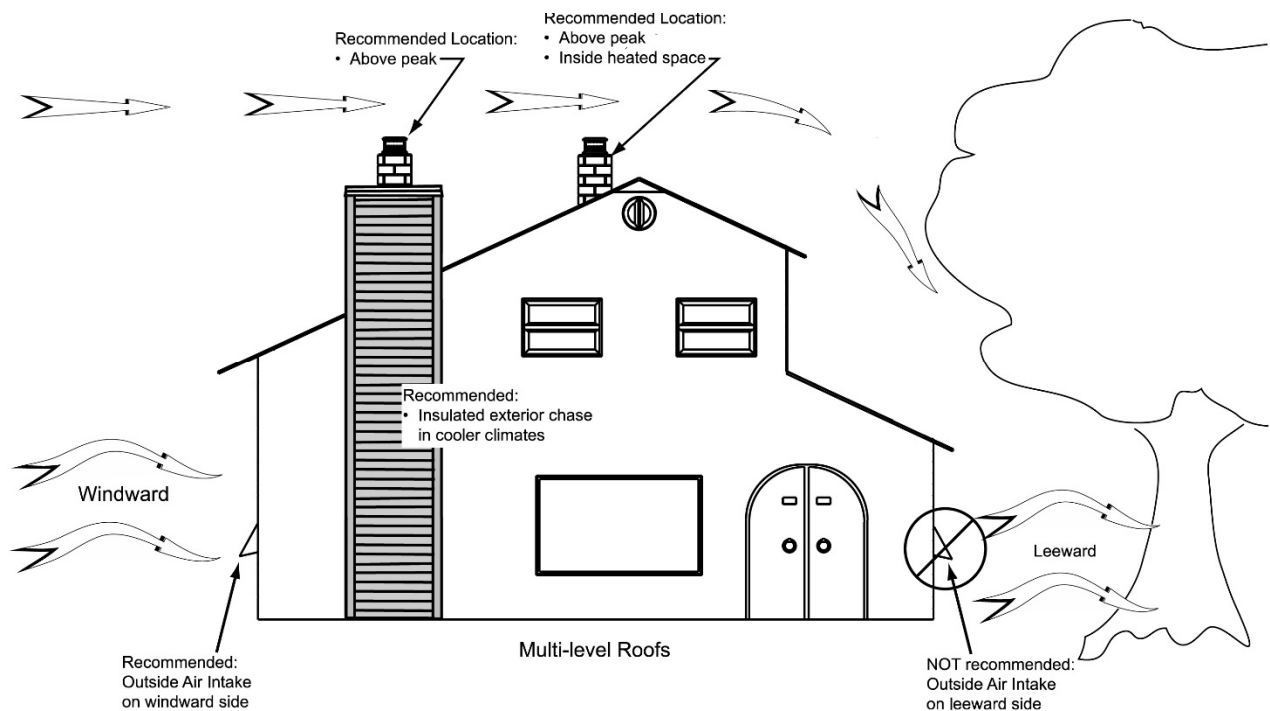 Recommended Location:
• Above peak
Recommended Location:
• Above peak
• Inside heated space
Recommended:
• Insulated exterior chase
in cooler climates
Windward
Leeward
Multi-level Roofs
Recommended:
Outside Air Intake
on windward side
NOT recommended:
Outside Air Intake
on leeward side